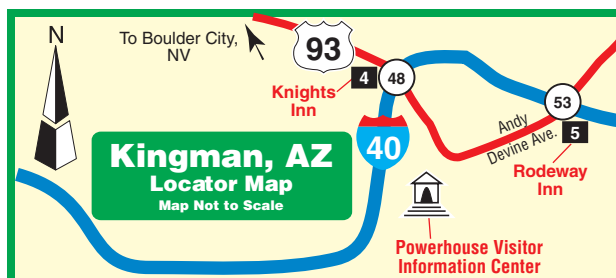 N
To Boulder City,
NV
93
4
Knights
Inn
48
53
5
Andy
Devine Ave.
Rodeway
Inn
40
Kingman, AZ
Locator Map
Map Not to Scale
Powerhouse Visitor
Information Center